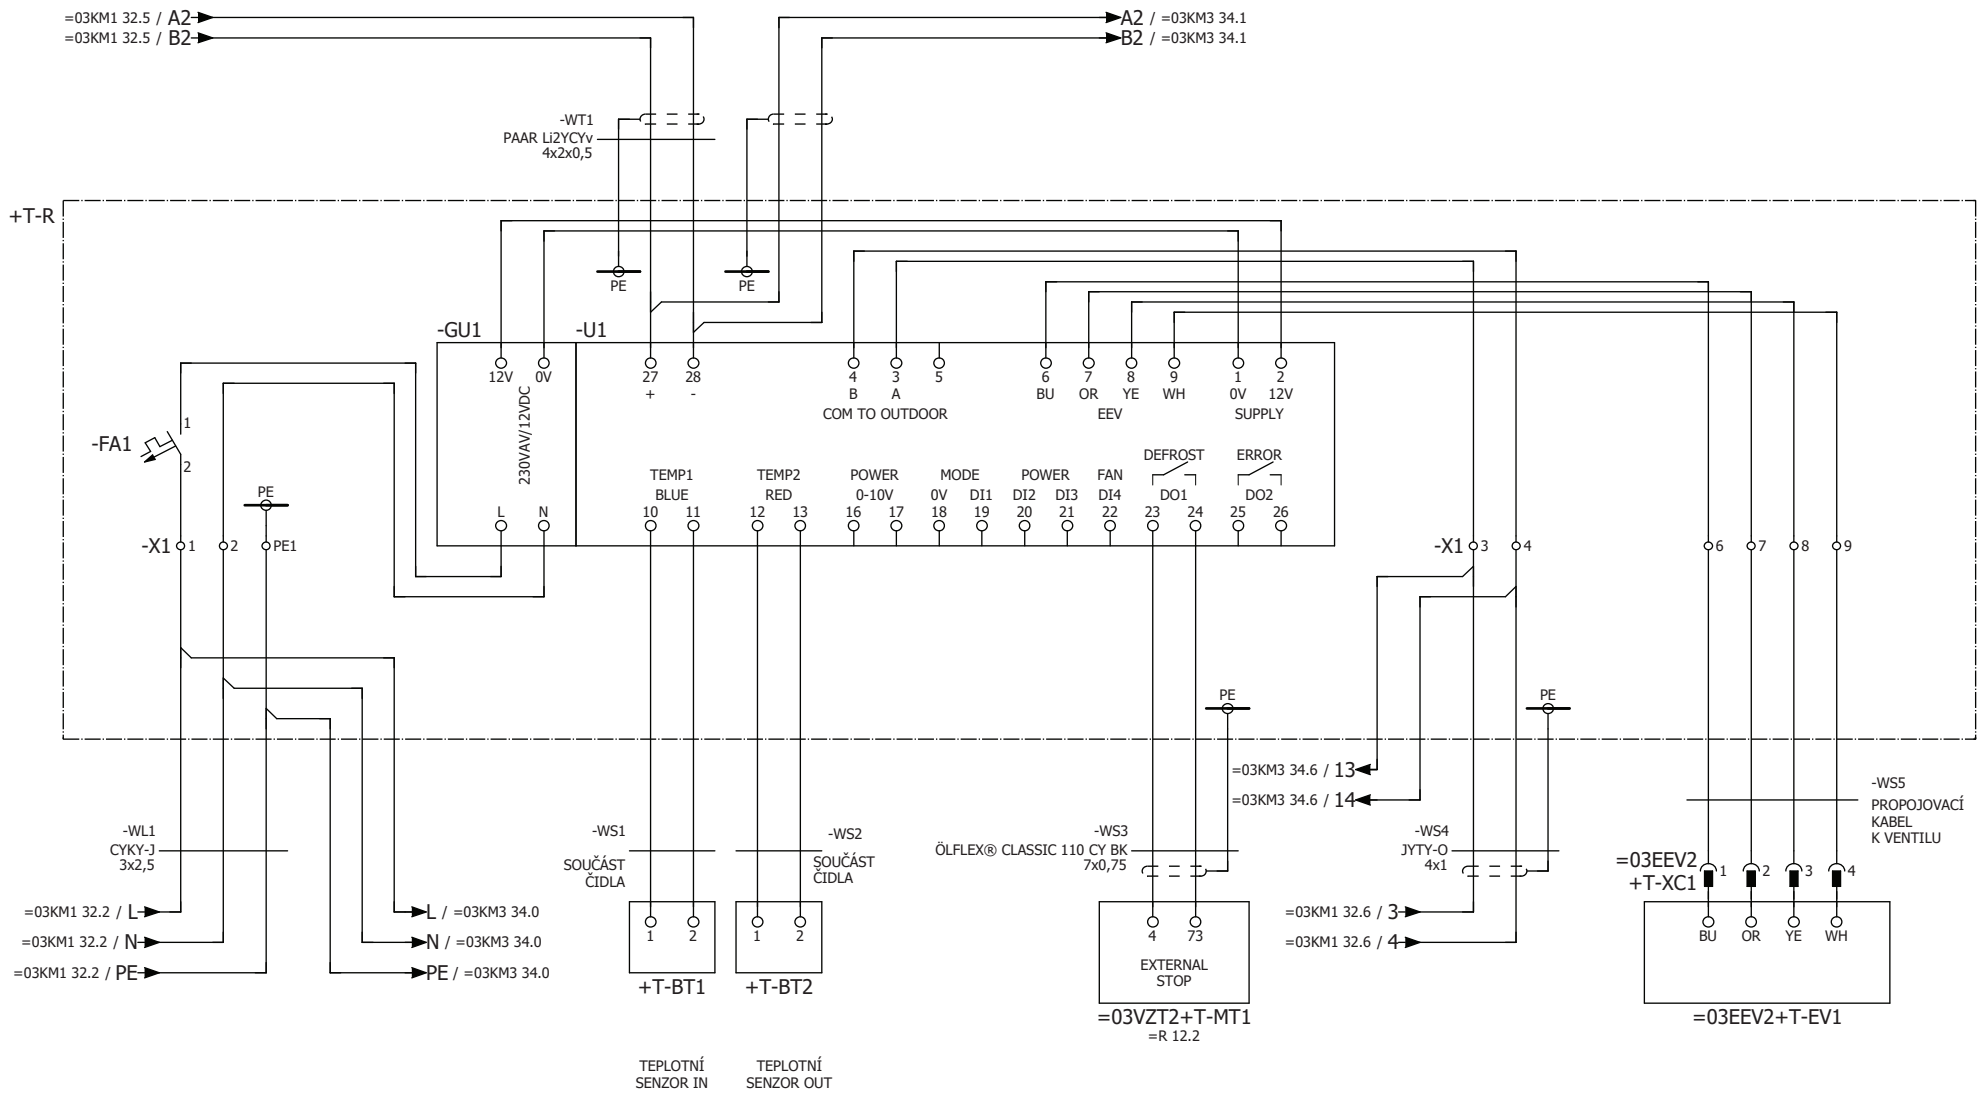 =03KM1 32.5 / A2
=03KM1 32.5 / B2
A2 / =03KM3 34.1
B2 / =03KM3 34.1
-WT1
PAAR Li2YCYv
4x2x0,5
+T-R
PE
PE
-GU1
-U1
12V
0V
230VAV/12VDC
L
N
27
28
+
-
4
3
5
B
A
COM TO OUTDOOR
6
7
8
9
BU
OR
YE
WH
EEV
1
2
0V
12V
SUPPLY
-FA1
1
2
PE
TEMP1
BLUE
10
11
TEMP2
RED
12
13
POWER
0-10V
16
17
MODE
0V
DI1
18
19
POWER
DI2
DI3
20
21
FAN
DI4
22
DEFROST
DO1
23
24
ERROR
DO2
25
26
-X1
1
2
PE1
-X1
3
4
6
7
8
9
PE
PE
=03KM3 34.6 / 13
=03KM3 34.6 / 14
-WL1
CYKY-J
3x2,5
-WS1
SOUČÁST
ČIDLA
-WS2
SOUČÁST
ČIDLA
-WS3
ÖLFLEX® CLASSIC 110 CY BK
7x0,75
-WS4
JYTY-O
4x1
-WS5
PROPOJOVACÍ
KABEL
K VENTILU
=03EEV2
+T-XC1
1
2
3
4
=03KM1 32.2 / L
=03KM1 32.2 / N
=03KM1 32.2 / PE
L / =03KM3 34.0
N / =03KM3 34.0
PE / =03KM3 34.0
1
2
+T-BT1
1
2
+T-BT2
4
73
EXTERNAL
STOP
=03VZT2+T-MT1
=R 12.2
=03KM1 32.6 / 3
=03KM1 32.6 / 4
BU
OR
YE
WH
=03EEV2+T-EV1
TEPLOTNÍ
SENZOR IN
TEPLOTNÍ
SENZOR OUT